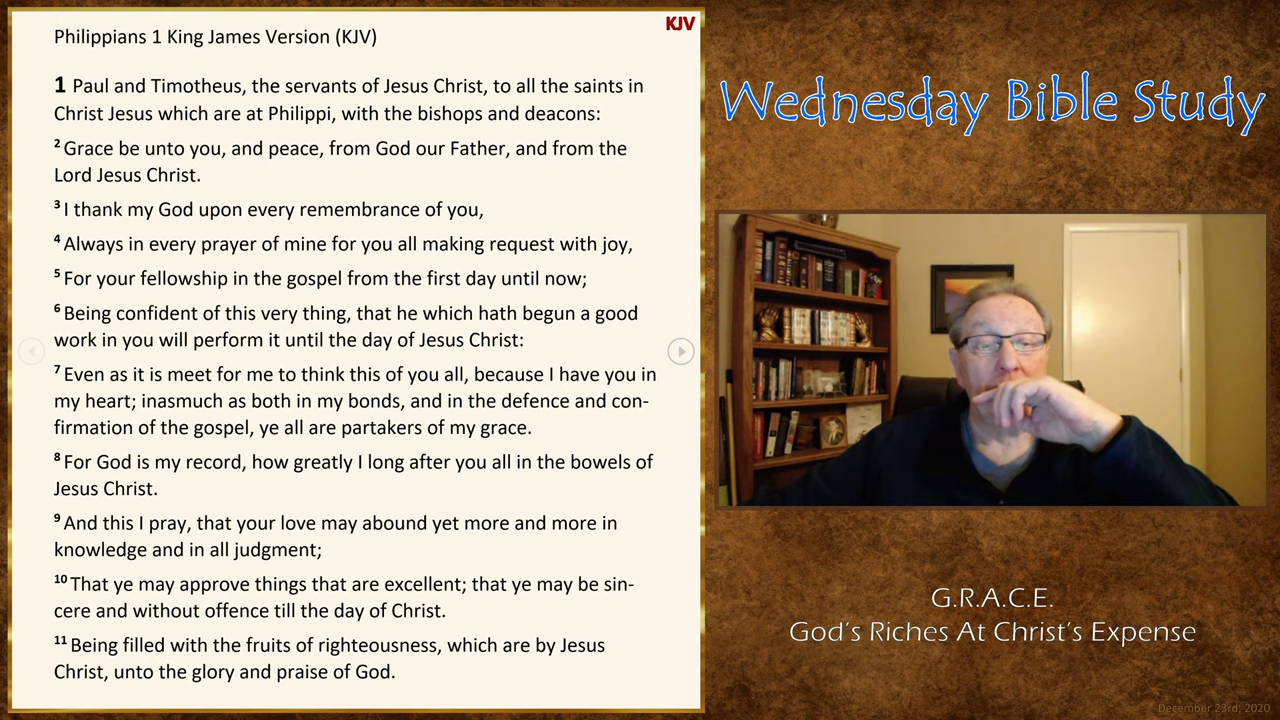 KJV
Philippians 1 King James Version (KJV)
1 Paul and Timotheus, the servants of Jesus Christ, to all the saints in
Christ Jesus which are at Philippi, with the bishops and deacons:
2 Grace be unto you, and peace, from God our Father, and from the
Lord Jesus Christ.
3 I thank my God upon every remembrance of you,
4 Always in every prayer of mine for you all making request with joy,
5 For your fellowship in the gospel from the first day until now;
6 Being confident of this very thing, that he which hath begun a good
work in you will perform it until the day of Jesus Christ:
7 Even as it is meet for me to think this of you all, because I have you in
my heart; inasmuch as both in my bonds, and in the defence and con-
firmation of the gospel, ye all are partakers of my grace.
8 For God is my record, how greatly I long after you all in the bowels of
Jesus Christ.
9 And this I pray, that your love may abound yet more and more in
knowledge and in all judgment;
10 That ye may approve things that are excellent; that ye may be sin-
cere and without offence till the day of Christ.
11 Being filled with the fruits of righteousness, which are by Jesus
Christ, unto the glory and praise of God.
Wednesday Bible Study
G.R.A.C.E.
God's Riches At Christ's Expense
December 23rd, 2020